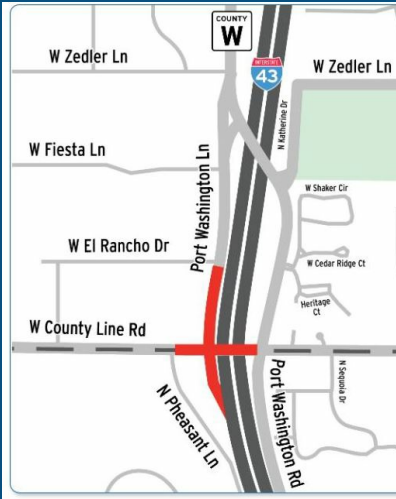 COUNTY
W
W Zedler Ln
INTERSTATE
43
W Zedler Ln
N Katherine Dr
W Fiesta Ln
Port Washington Ln
W Shaker Cir
W El Rancho Dr
W Cedar Ridge Ct
Heritage
Ct
W County Line Rd
N Pheasant Ln
Port Washington Rd
N Sequoia Dr